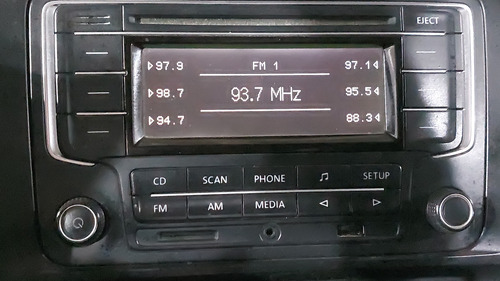 EJECT
97.9 FM 1 97.1
98.7 93.7 MHz 95.5
94.7 88.3
CD SCAN PHONE SETUP
FM AM MEDIA